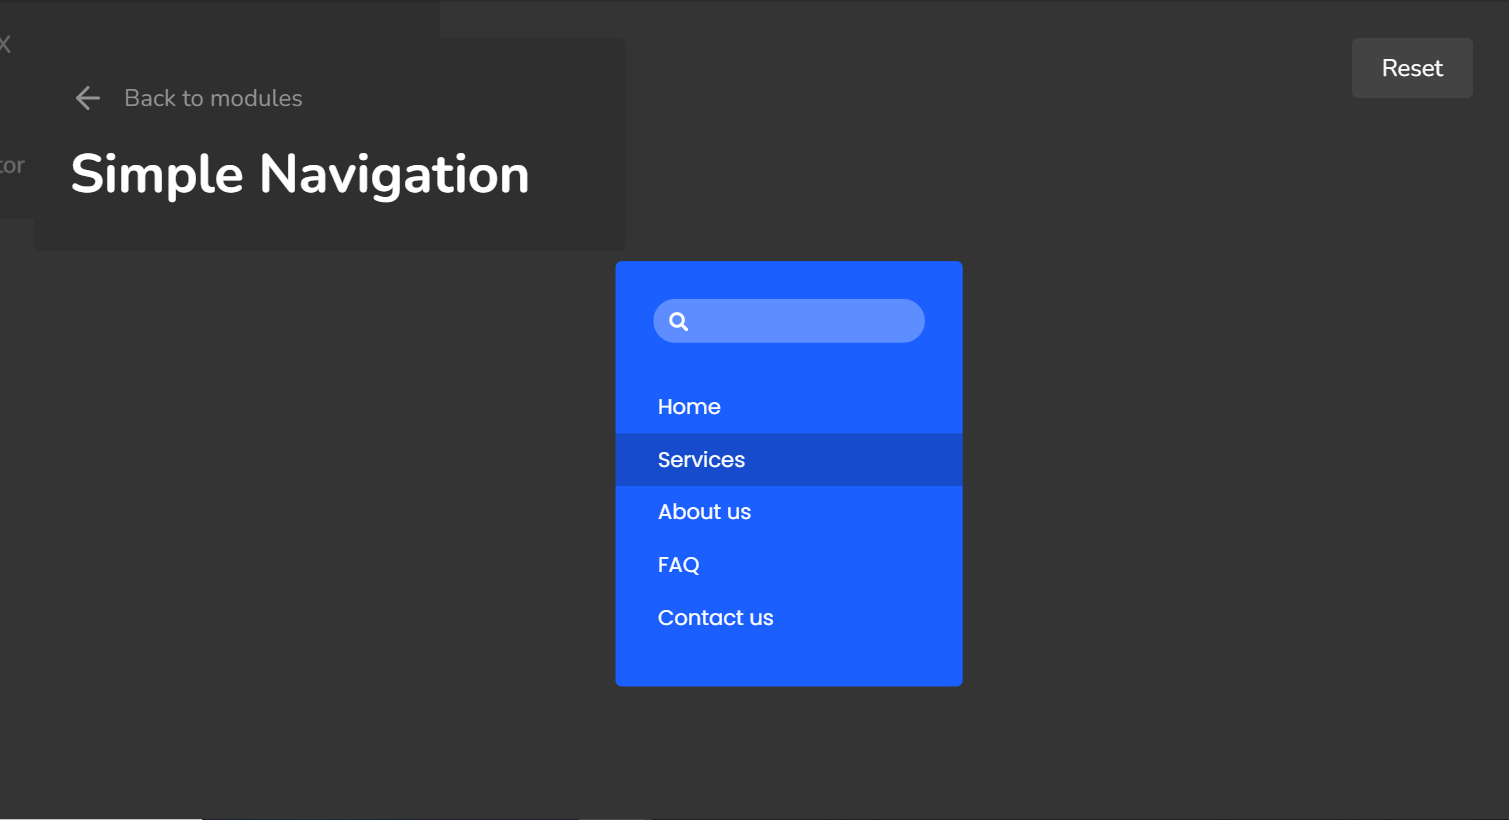 X
tor
Back to modules
Simple Navigation
Reset
Home
Services
About us
FAQ
Contact us